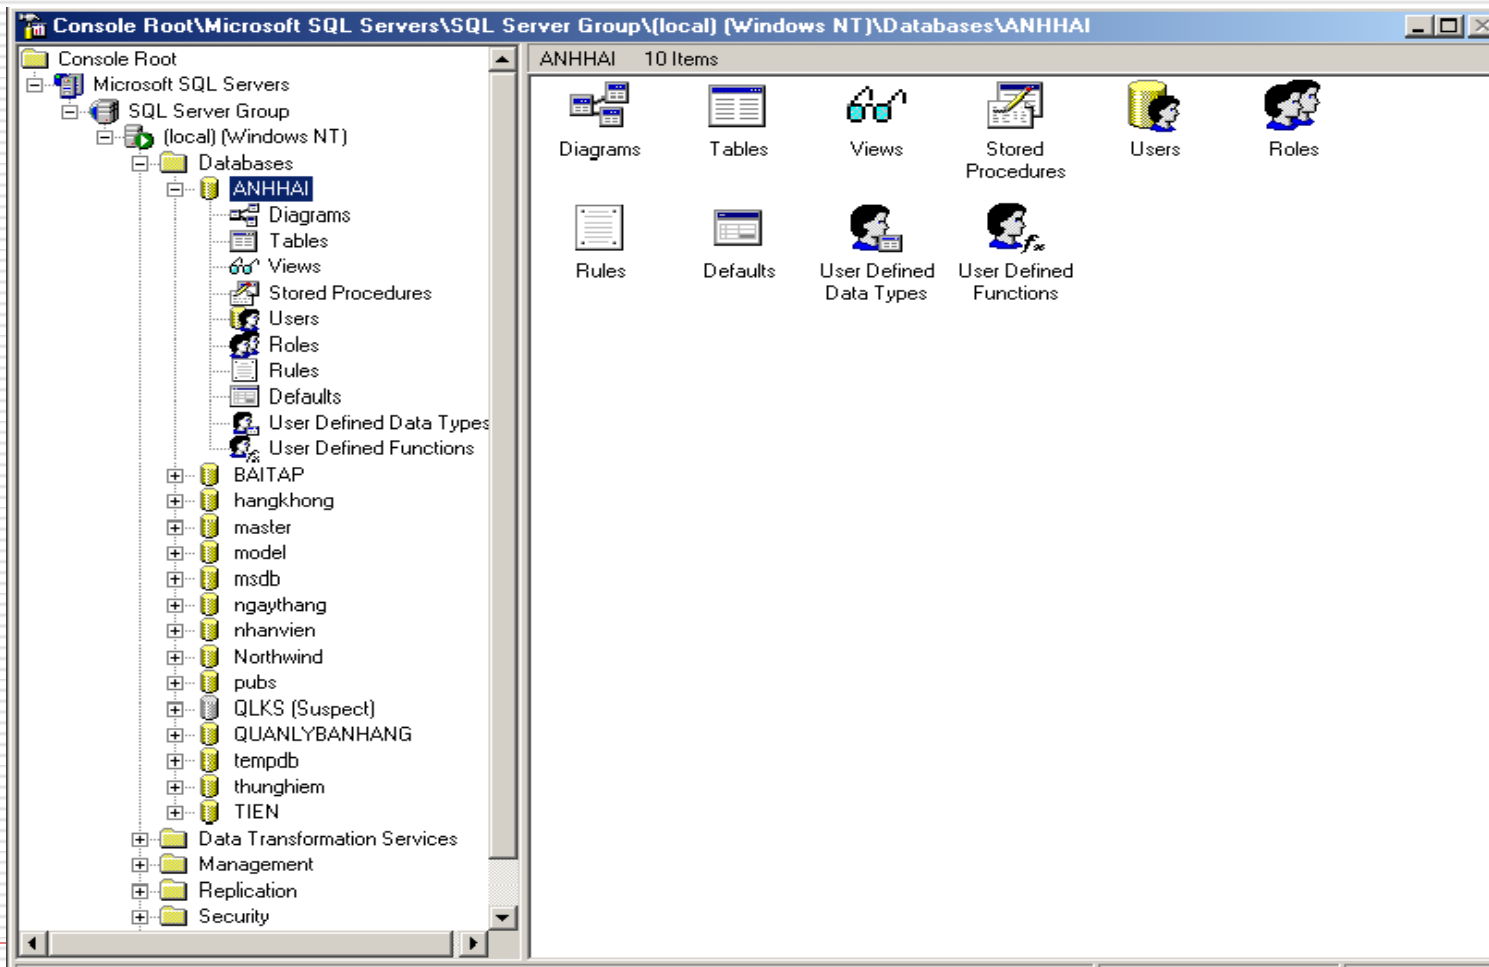 Console Root\Microsoft SQL Servers\SQL Server Group\(local) (Windows NT)\Databases\ANHHAI
Console Root
Microsoft SQL Servers
SQL Server Group
(local) (Windows NT)
Databases
ANHHAI
Diagrams
Tables
Views
Stored Procedures
Users
Roles
Rules
Defaults
User Defined Data Types
User Defined Functions
BAITAP
hangkhong
master
model
msdb
ngaythang
nhanvien
Northwind
pubs
QLKS (Suspect)
QUANLYBANHANG
tempdb
thunghiem
TIEN
Data Transformation Services
Management
Replication
Security
ANHHAI 10 Items
Diagrams
Tables
Views
Stored
Procedures
Users
Roles
Rules
Defaults
User Defined
Data Types
User Defined
Functions